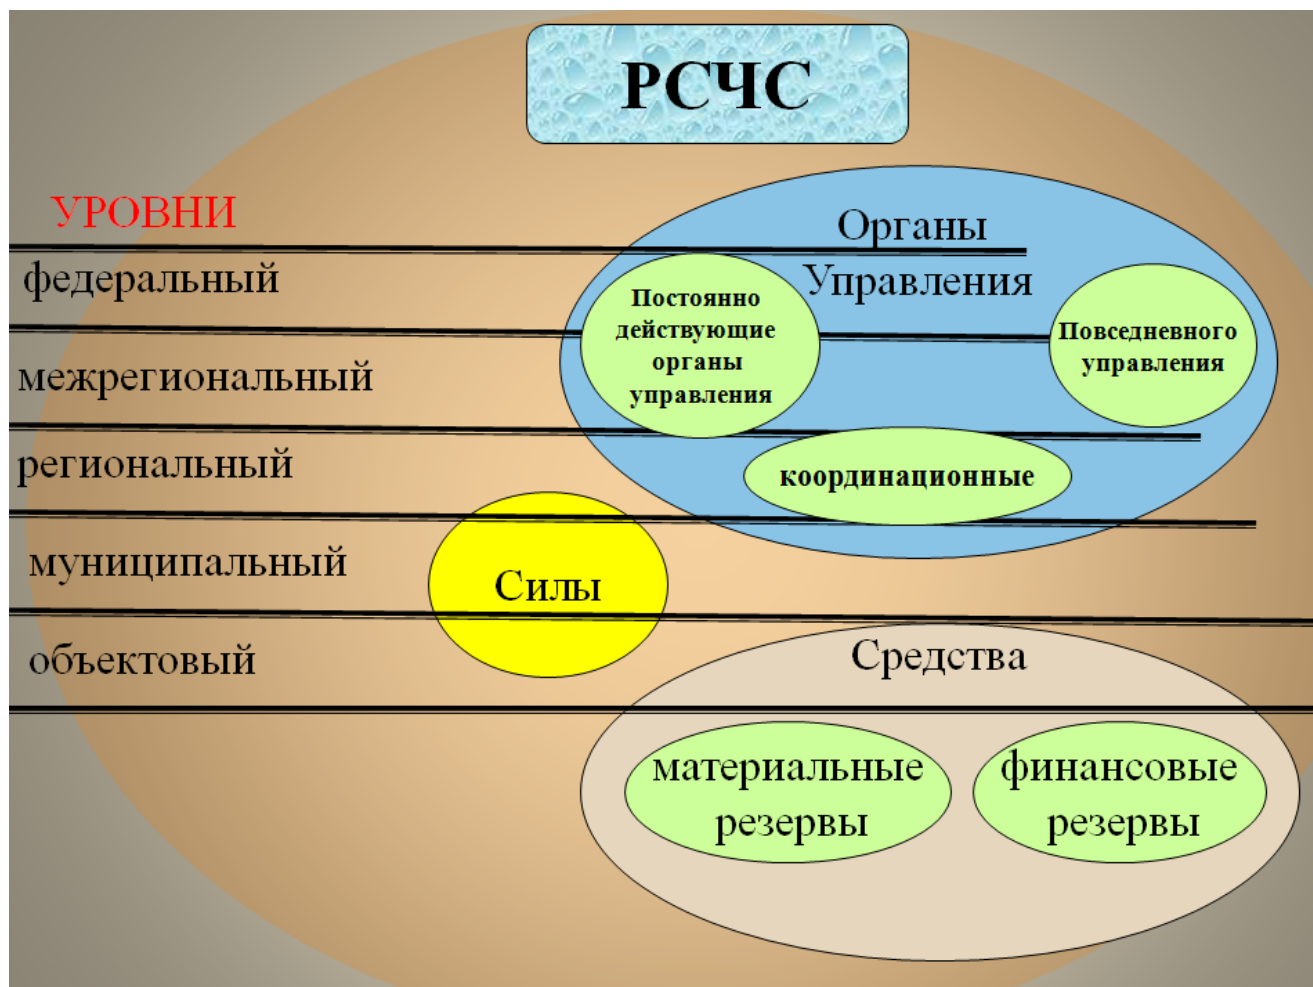 РСЧС
УРОВНИ
федеральный
межрегиональный
региональный
муниципальный
объектовый
Органы
Управления
Постоянно
действующие
органы
управления
Повседневного
управления
координационные
Силы
Средства
материальные
резервы
финансовые
резервы